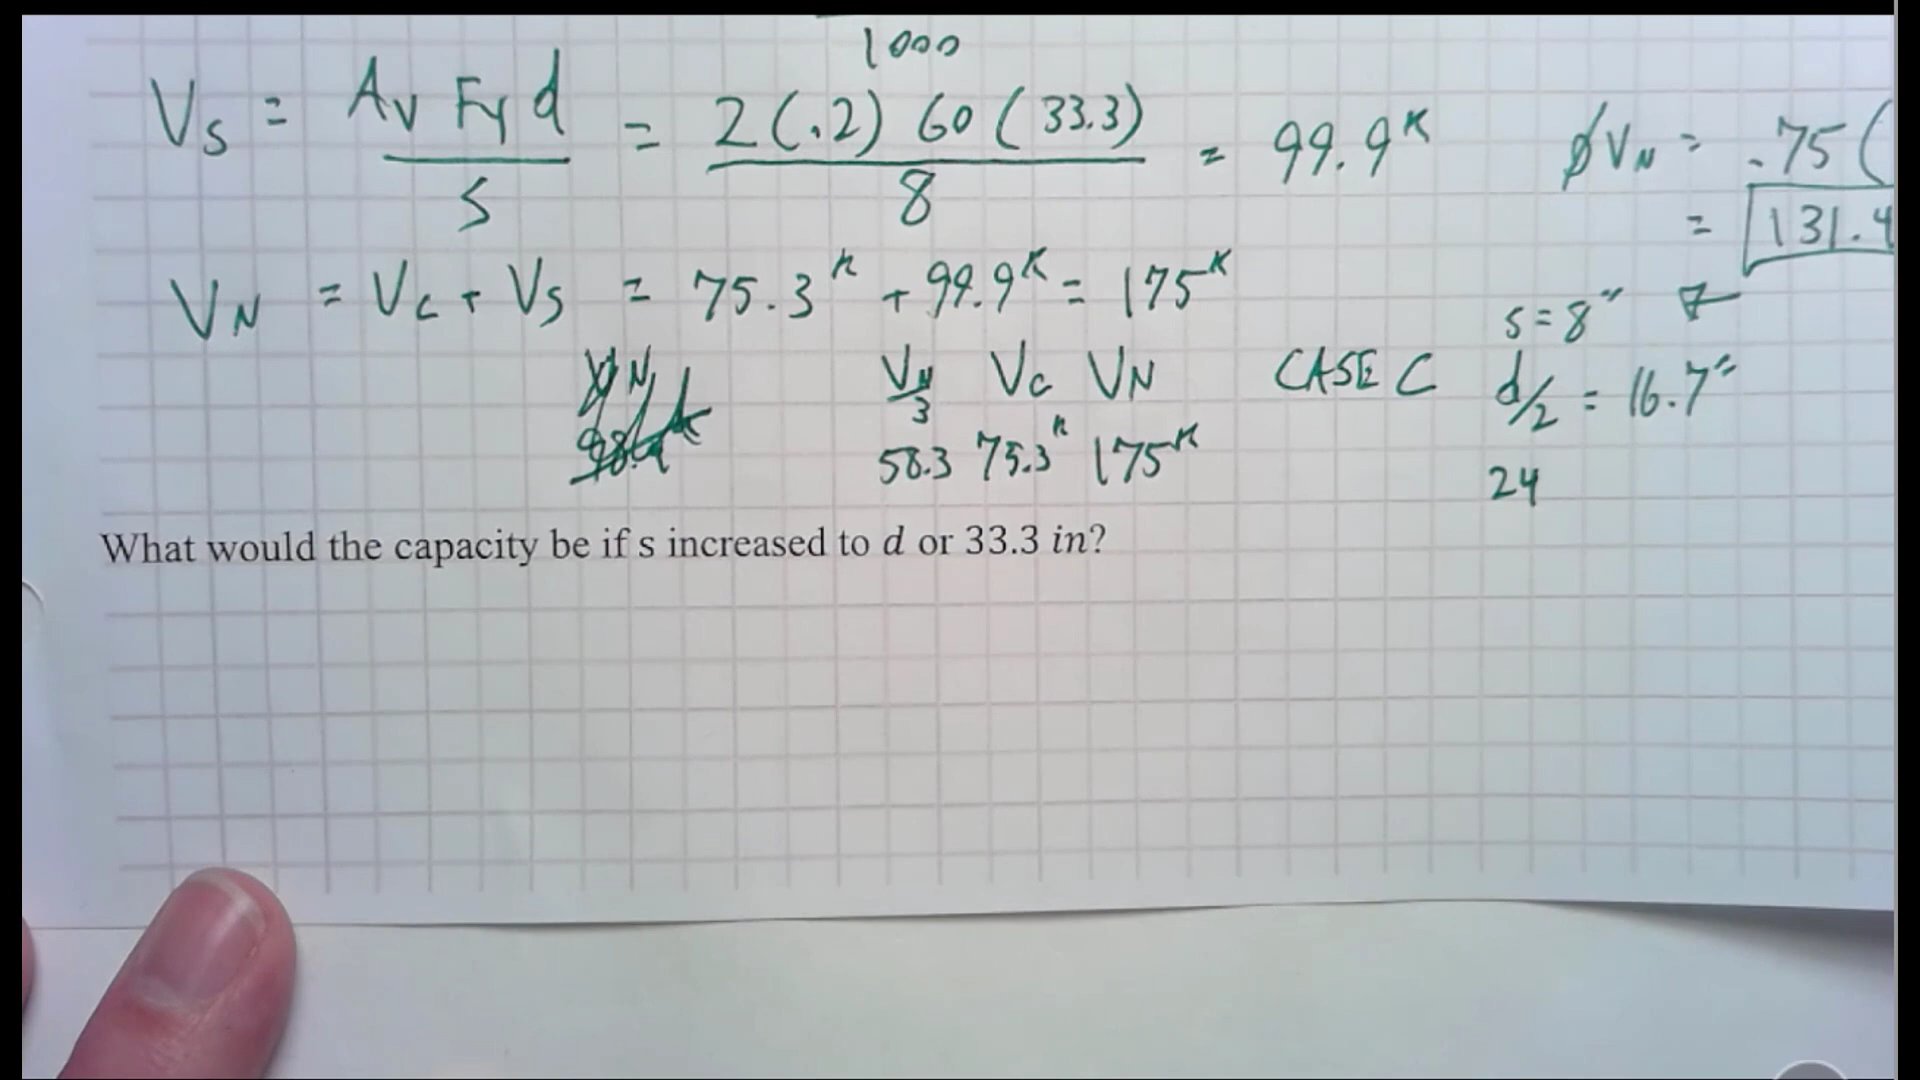 1000
Vs = Av Fy d / s = 2(.2) 60 (33.3) / 8 = 99.9ᴷ
φVN = .75(
= 131.4
VN = Vc + Vs = 75.3ᴷ + 99.9ᴷ = 175ᴷ
s=8"
VN/3 Vc VN CASE C d/2 = 16.7"
58.3 75.3ᴷ 175ᴷ 24
What would the capacity be if s increased to d or 33.3 in?